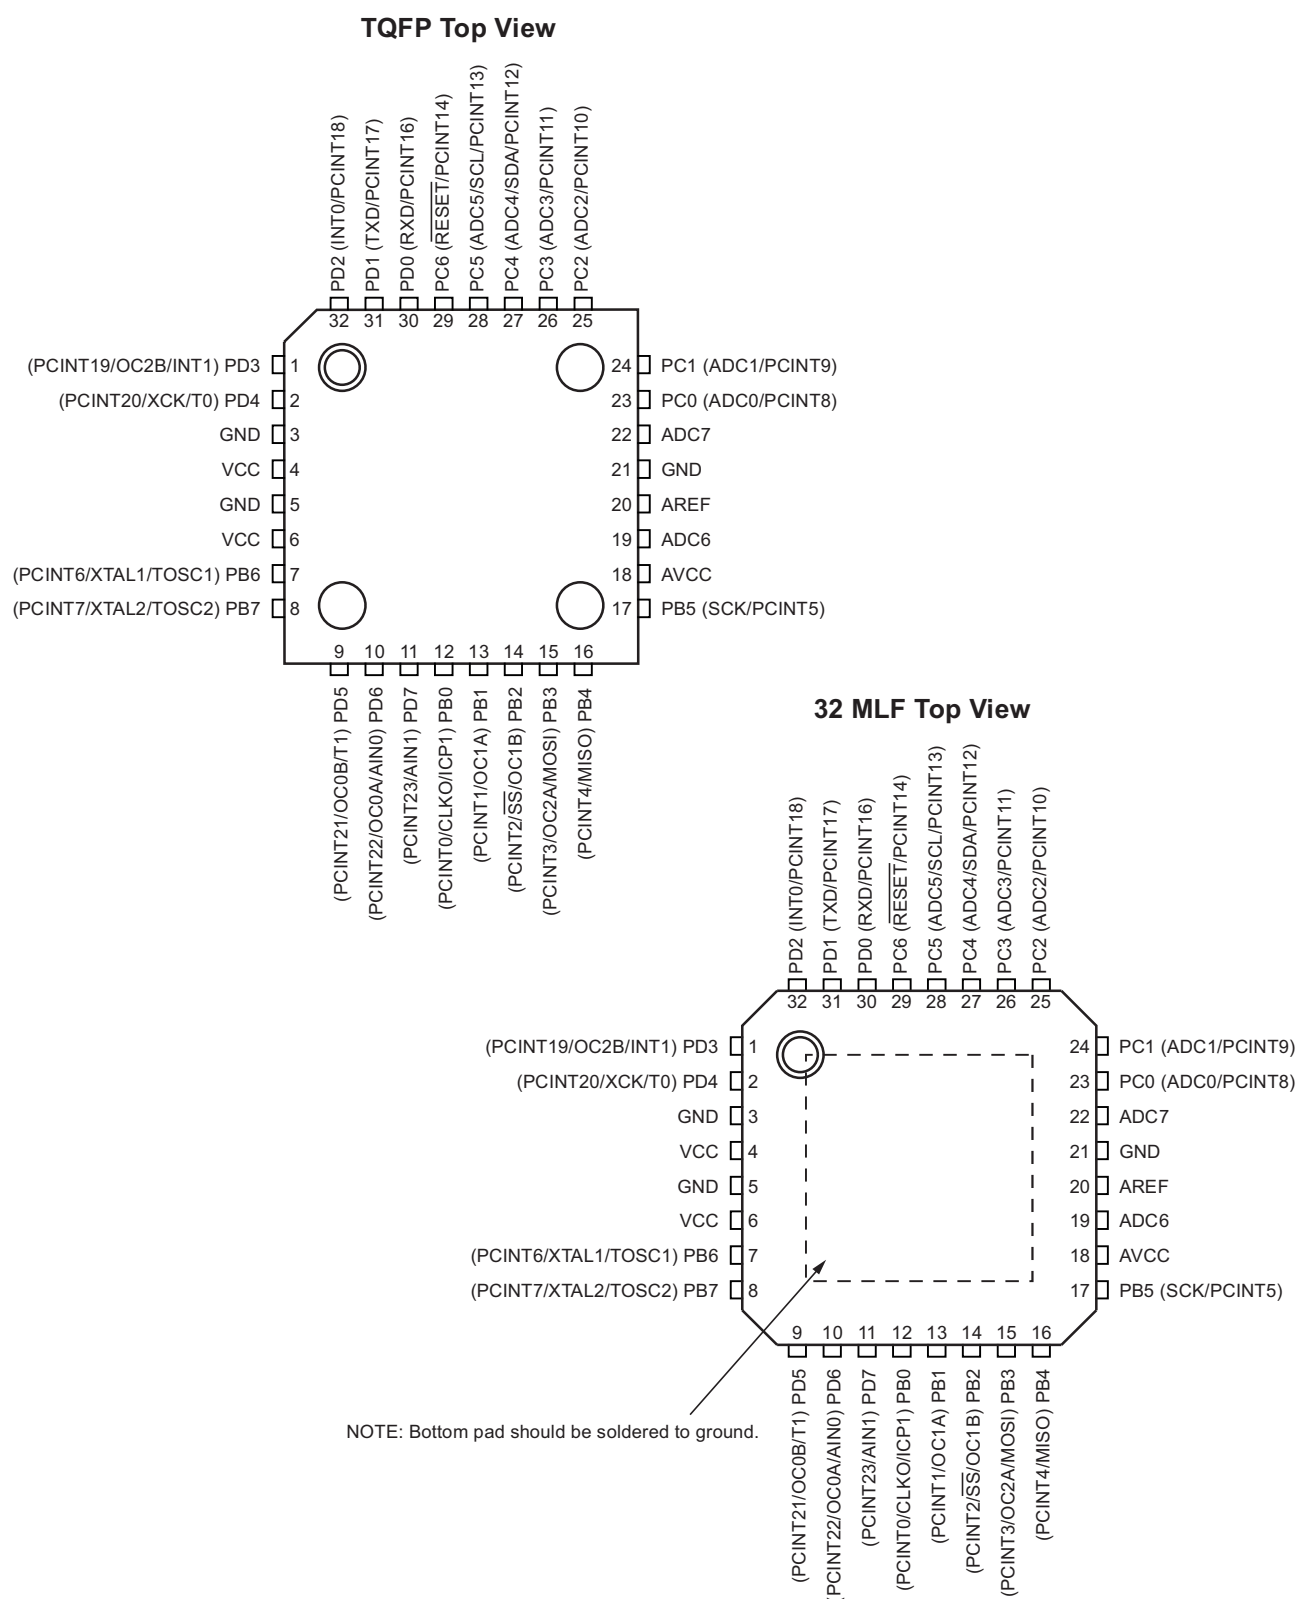 TQFP Top View
PD2 (INT0/PCINT18)
PD1 (TXD/PCINT17)
PD0 (RXD/PCINT16)
PC6 (RESET/PCINT14)
PC5 (ADC5/SCL/PCINT13)
PC4 (ADC4/SDA/PCINT12)
PC3 (ADC3/PCINT11)
PC2 (ADC2/PCINT10)
32 31 30 29 28 27 26 25
(PCINT19/OC2B/INT1) PD3 1
(PCINT20/XCK/T0) PD4 2
GND 3
VCC 4
GND 5
VCC 6
(PCINT6/XTAL1/TOSC1) PB6 7
(PCINT7/XTAL2/TOSC2) PB7 8
24 PC1 (ADC1/PCINT9)
23 PC0 (ADC0/PCINT8)
22 ADC7
21 GND
20 AREF
19 ADC6
18 AVCC
17 PB5 (SCK/PCINT5)
9 10 11 12 13 14 15 16
(PCINT21/OC0B/T1) PD5
(PCINT22/OC0A/AIN0) PD6
(PCINT23/AIN1) PD7
(PCINT0/CLKO/ICP1) PB0
(PCINT1/OC1A) PB1
(PCINT2/SS/OC1B) PB2
(PCINT3/OC2A/MOSI) PB3
(PCINT4/MISO) PB4
32 MLF Top View
PD2 (INT0/PCINT18)
PD1 (TXD/PCINT17)
PD0 (RXD/PCINT16)
PC6 (RESET/PCINT14)
PC5 (ADC5/SCL/PCINT13)
PC4 (ADC4/SDA/PCINT12)
PC3 (ADC3/PCINT11)
PC2 (ADC2/PCINT10)
32 31 30 29 28 27 26 25
(PCINT19/OC2B/INT1) PD3 1
(PCINT20/XCK/T0) PD4 2
GND 3
VCC 4
GND 5
VCC 6
(PCINT6/XTAL1/TOSC1) PB6 7
(PCINT7/XTAL2/TOSC2) PB7 8
24 PC1 (ADC1/PCINT9)
23 PC0 (ADC0/PCINT8)
22 ADC7
21 GND
20 AREF
19 ADC6
18 AVCC
17 PB5 (SCK/PCINT5)
9 10 11 12 13 14 15 16
(PCINT21/OC0B/T1) PD5
(PCINT22/OC0A/AIN0) PD6
(PCINT23/AIN1) PD7
(PCINT0/CLKO/ICP1) PB0
(PCINT1/OC1A) PB1
(PCINT2/SS/OC1B) PB2
(PCINT3/OC2A/MOSI) PB3
(PCINT4/MISO) PB4
NOTE: Bottom pad should be soldered to ground.